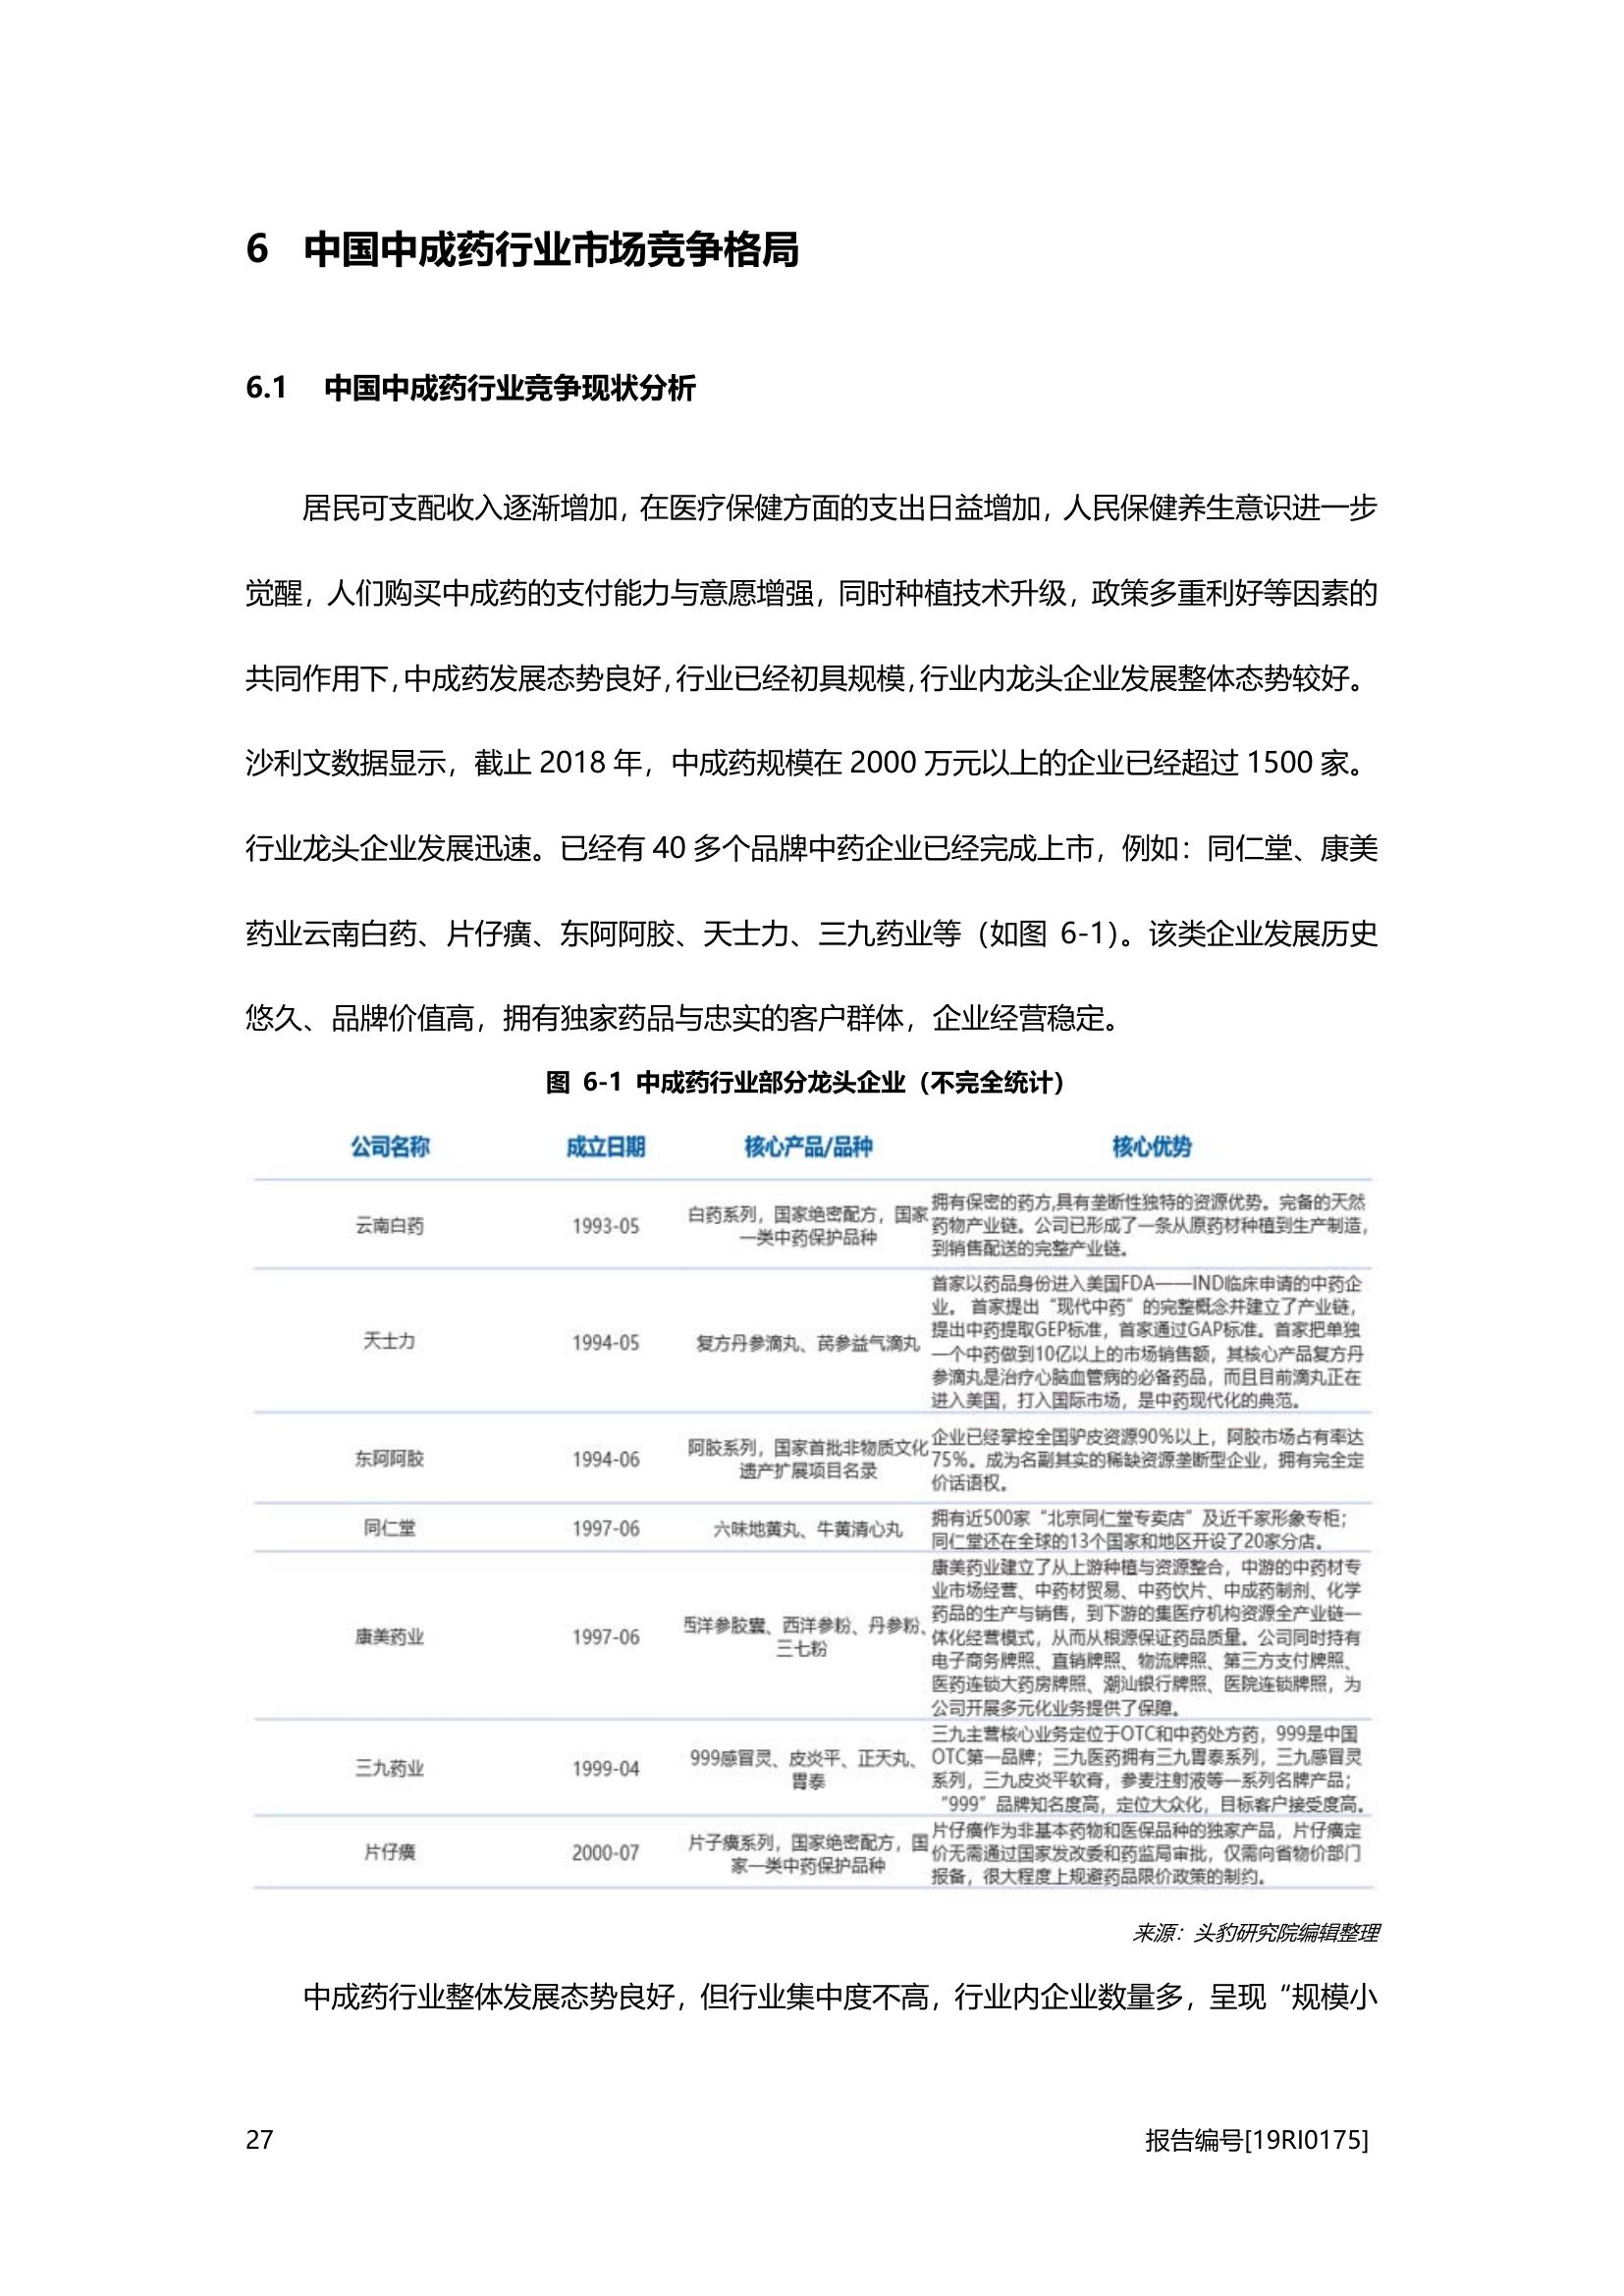 6 中国中成药行业市场竞争格局
6.1 中国中成药行业竞争现状分析
居民可支配收入逐渐增加，在医疗保健方面的支出日益增加，人民保健养生意识进一步
觉醒，人们购买中成药的支付能力与意愿增强，同时种植技术升级，政策多重利好等因素的
共同作用下，中成药发展态势良好，行业已经初具规模，行业内龙头企业发展整体态势较好。
沙利文数据显示，截止 2018 年，中成药规模在 2000 万元以上的企业已经超过 1500 家。
行业龙头企业发展迅速。已经有 40 多个品牌中药企业已经完成上市，例如：同仁堂、康美
药业云南白药、片仔癀、东阿阿胶、天士力、三九药业等（如图 6-1）。该类企业发展历史
悠久、品牌价值高，拥有独家药品与忠实的客户群体，企业经营稳定。
图 6-1 中成药行业部分龙头企业（不完全统计）
公司名称 成立日期 核心产品/品种 核心优势
云南白药 1993-05
白药系列，国家绝密配方，国家
一类中药保护品种
拥有保密的药方,具有垄断性独特的资源优势。完备的天然
药物产业链。公司已形成了一条从原药材种植到生产制造，
到销售配送的完整产业链。
天士力 1994-05 复方丹参滴丸、芪参益气滴丸
首家以药品身份进入美国FDA——IND临床申请的中药企
业。 首家提出“现代中药”的完整概念并建立了产业链，
提出中药提取GEP标准，首家通过GAP标准。首家把单独
一个中药做到10亿以上的市场销售额，其核心产品复方丹
参滴丸是治疗心脑血管病的必备药品，而且目前滴丸正在
进入美国，打入国际市场，是中药现代化的典范。
东阿阿胶 1994-06
阿胶系列，国家首批非物质文化
遗产扩展项目名录
企业已经掌控全国驴皮资源90%以上，阿胶市场占有率达
75%。成为名副其实的稀缺资源垄断型企业，拥有完全定
价话语权。
同仁堂 1997-06 六味地黄丸、牛黄清心丸
拥有近500家“北京同仁堂专卖店”及近千家形象专柜；
同仁堂还在全球的13个国家和地区开设了20家分店。
康美药业 1997-06
西洋参胶囊、西洋参粉、丹参粉、
三七粉
康美药业建立了从上游种植与资源整合，中游的中药材专
业市场经营、中药材贸易、中药饮片、中成药制剂、化学
药品的生产与销售，到下游的集医疗机构资源全产业链一
体化经营模式，从而从根源保证药品质量。公司同时持有
电子商务牌照、直销牌照、物流牌照、第三方支付牌照、
医药连锁大药房牌照、潮汕银行牌照、医院连锁牌照，为
公司开展多元化业务提供了保障。
三九药业 1999-04
999感冒灵、皮炎平、正天丸、
胃泰
三九主营核心业务定位于OTC和中药处方药，999是中国
OTC第一品牌；三九医药拥有三九胃泰系列，三九感冒灵
系列，三九皮炎平软膏，参麦注射液等一系列名牌产品；
“999”品牌知名度高，定位大众化，目标客户接受度高。
片仔癀 2000-07
片子癀系列，国家绝密配方，国
家一类中药保护品种
片仔癀作为非基本药物和医保品种的独家产品，片仔癀定
价无需通过国家发改委和药监局审批，仅需向省物价部门
报备，很大程度上规避药品限价政策的制约。
来源：头豹研究院编辑整理
中成药行业整体发展态势良好，但行业集中度不高，行业内企业数量多，呈现“规模小
27 报告编号[19RI0175]